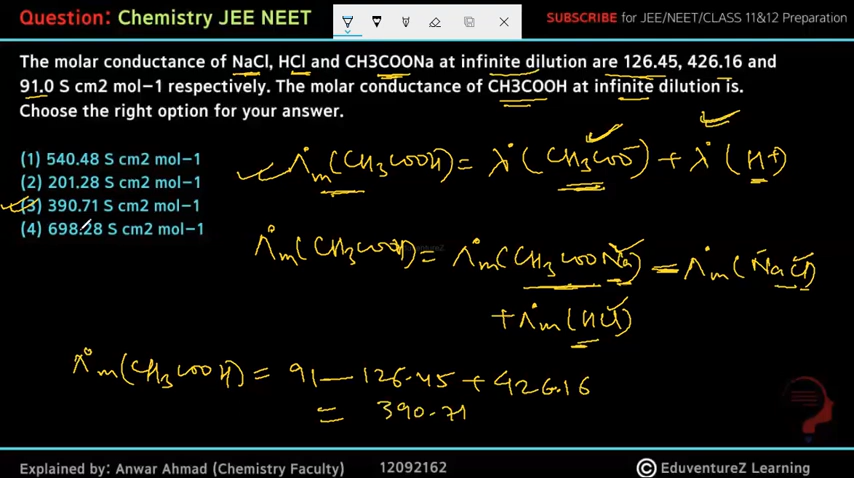 Question: Chemistry JEE NEET
SUBSCRIBE for JEE/NEET/CLASS 11&12 Preparation
The molar conductance of NaCl, HCl and CH3COONa at infinite dilution are 126.45, 426.16 and
91.0 S cm2 mol−1 respectively. The molar conductance of CH3COOH at infinite dilution is.
Choose the right option for your answer.
(1) 540.48 S cm2 mol−1
(2) 201.28 S cm2 mol−1
(3) 390.71 S cm2 mol−1
(4) 698.28 S cm2 mol−1
Λ°m(CH3COOH) = λ°(CH3COO⁻) + λ°(H+)
Λ°m(CH3COOH) = Λ°m(CH3COONa) − Λ°m(NaCl)
+ Λ°m(HCl)
Λ°m(CH3COOH) = 91 − 126.45 + 426.16
= 390.71
Explained by: Anwar Ahmad (Chemistry Faculty)
12092162
© EduventureZ Learning